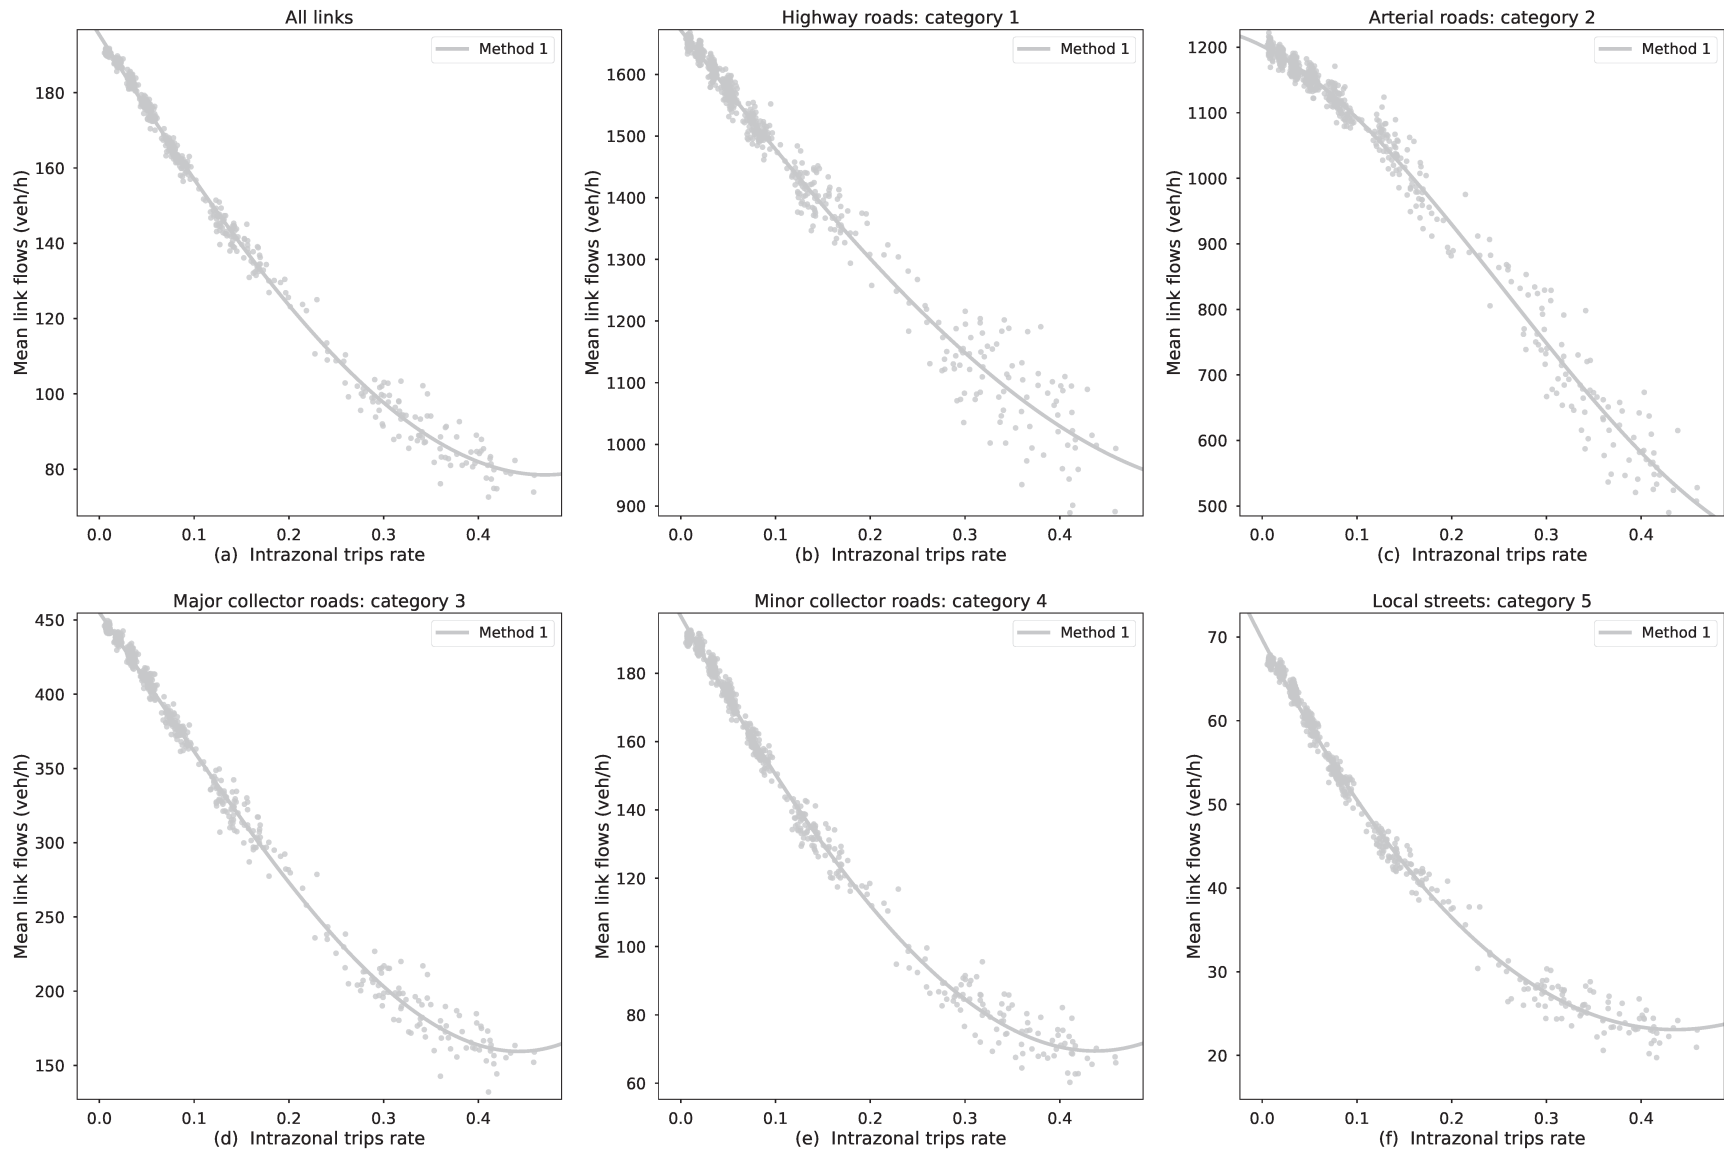 All links
Method 1
180
160
140
120
100
80
Mean link flows (veh/h)
0.0 0.1 0.2 0.3 0.4
(a) Intrazonal trips rate
Highway roads: category 1
Method 1
1600
1500
1400
1300
1200
1100
1000
900
Mean link flows (veh/h)
0.0 0.1 0.2 0.3 0.4
(b) Intrazonal trips rate
Arterial roads: category 2
Method 1
1200
1100
1000
900
800
700
600
500
Mean link flows (veh/h)
0.0 0.1 0.2 0.3 0.4
(c) Intrazonal trips rate
Major collector roads: category 3
Method 1
450
400
350
300
250
200
150
Mean link flows (veh/h)
0.0 0.1 0.2 0.3 0.4
(d) Intrazonal trips rate
Minor collector roads: category 4
Method 1
180
160
140
120
100
80
60
Mean link flows (veh/h)
0.0 0.1 0.2 0.3 0.4
(e) Intrazonal trips rate
Local streets: category 5
Method 1
70
60
50
40
30
20
Mean link flows (veh/h)
0.0 0.1 0.2 0.3 0.4
(f) Intrazonal trips rate